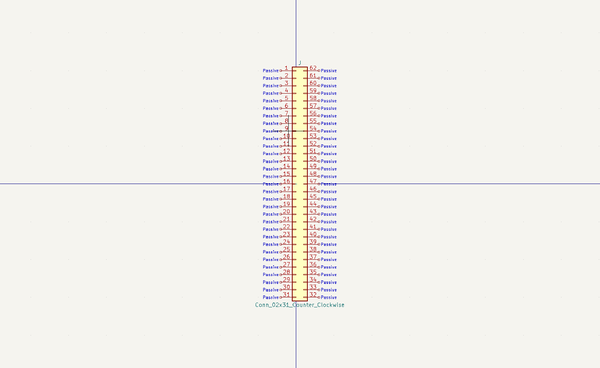 J
Passive 1 62 Passive
Passive 2 61 Passive
Passive 3 60 Passive
Passive 4 59 Passive
Passive 5 58 Passive
Passive 6 57 Passive
Passive 7 56 Passive
Passive 8 55 Passive
Passive 9 54 Passive
Passive 10 53 Passive
Passive 11 52 Passive
Passive 12 51 Passive
Passive 13 50 Passive
Passive 14 49 Passive
Passive 15 48 Passive
Passive 16 47 Passive
Passive 17 46 Passive
Passive 18 45 Passive
Passive 19 44 Passive
Passive 20 43 Passive
Passive 21 42 Passive
Passive 22 41 Passive
Passive 23 40 Passive
Passive 24 39 Passive
Passive 25 38 Passive
Passive 26 37 Passive
Passive 27 36 Passive
Passive 28 35 Passive
Passive 29 34 Passive
Passive 30 33 Passive
Passive 31 32 Passive
Conn_02x31_Counter_Clockwise